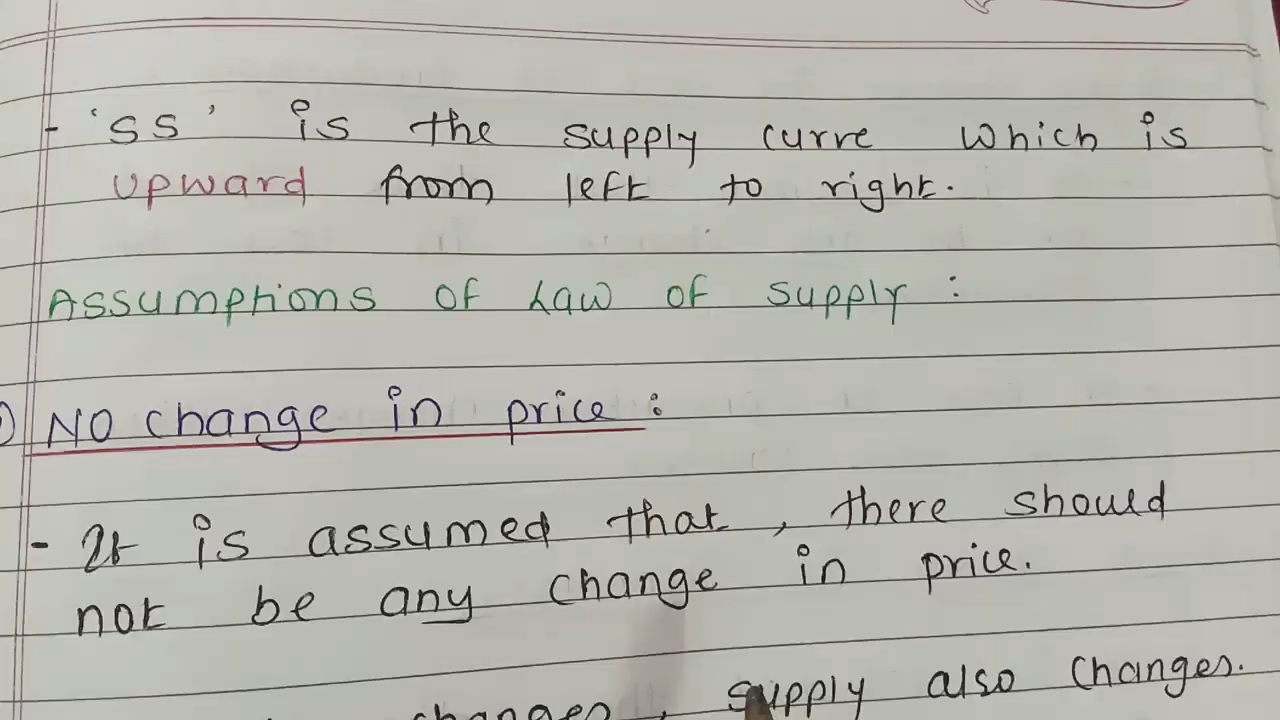 - 'SS' is the supply curve which is
upward from left to right.
Assumptions of Law of supply :
) No change in price :
- It is assumed that , there should
not be any change in price.
changes , supply also changes.